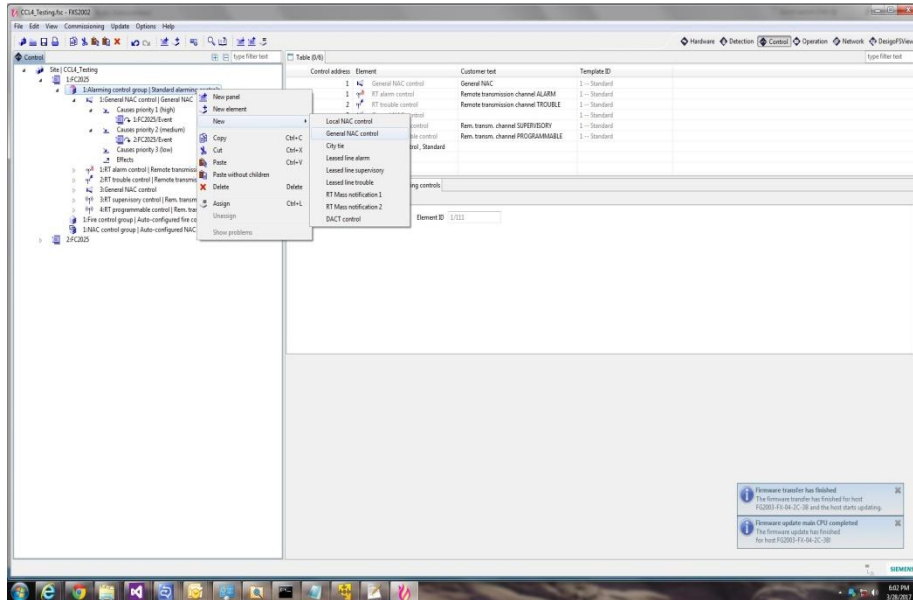 CCL4_Testing.fsc - FXS2002
File Edit View Commissioning Update Options Help
Hardware Detection Control Operation Network DesigoFSView
Control
type filter text
Site | CCL4_Testing
1:FC2025
1:Alarming control group | Standard alarming controls
1:General NAC control | General NAC
Causes priority 1 (high)
1:FC2025/Event
Causes priority 2 (medium)
2:FC2025/Event
Causes priority 3 (low)
Effects
1:RT alarm control | Remote transmiss
2:RT trouble control | Remote transmis
3:General NAC control
3:RT supervisory control | Rem. transm
4:RT programmable control | Rem. tra
1:Fire control group | Auto-configured fire co
1:NAC control group | Auto-configured NAC
2:FC2025
New panel
New element
New
Copy Ctrl+C
Cut Ctrl+X
Paste Ctrl+V
Paste without children
Delete Delete
Assign Ctrl+L
Unassign
Show problems
Local NAC control
General NAC control
City tie
Leased line alarm
Leased line supervisory
Leased line trouble
RT Mass notification 1
RT Mass notification 2
DACT control
Table (0/6)
type filter text
Control address Element Customer text Template ID
1 General NAC control General NAC 1 -- Standard
1 RT alarm control Remote transmission channel ALARM 1 -- Standard
2 RT trouble control Remote transmission channel TROUBLE 1 -- Standard
ntrol 1 -- Standard
control Rem. transm. channel SUPERVISORY 1 -- Standard
ble control Rem. transm. channel PROGRAMMABLE 1 -- Standard
trol , Standard
ing controls
Element ID 1/111
Firmware transfer has finished
The firmware transfer has finished for host
FG2003-FX-04-2C-3B and the host starts updating.
Firmware update main CPU completed
The firmware update has finished
for host FG2003-FX-04-2C-3B!
SIEMENS
6:02 PM
3/28/2017